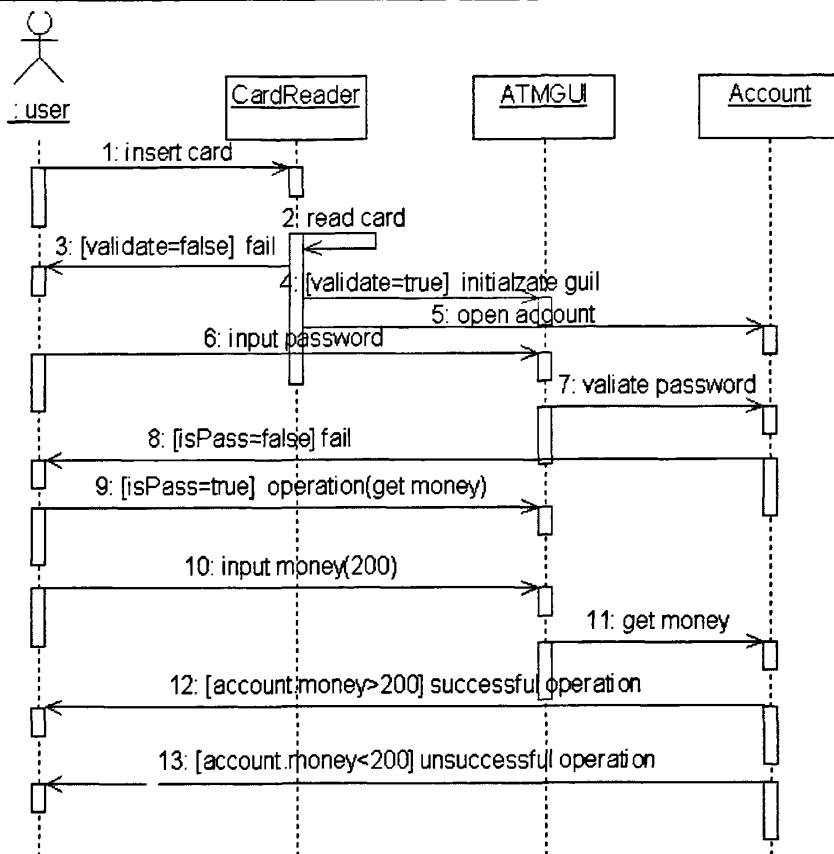 : user
CardReader
ATMGUI
Account
1: insert card
2: read card
3: [validate=false] fail
4: [validate=true] initialzate guil
5: open account
6: input password
7: valiate password
8: [isPass=false] fail
9: [isPass=true] operation(get money)
10: input money(200)
11: get money
12: [account.money>200] successful operation
13: [account.money<200] unsuccessful operation